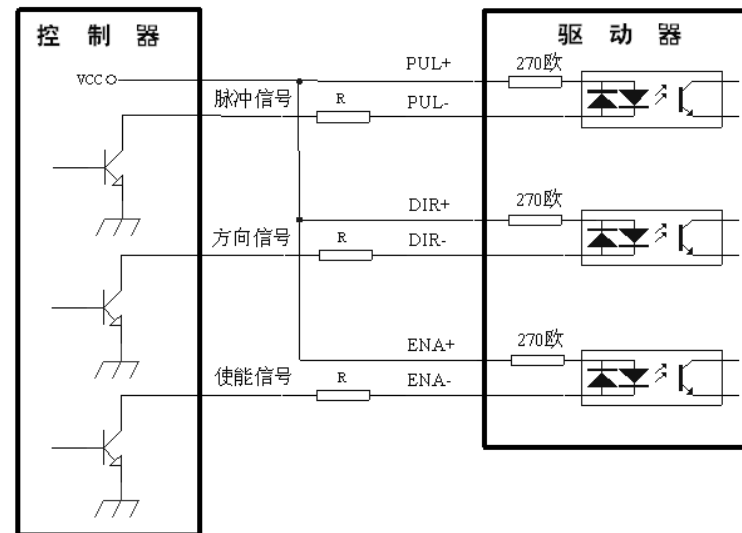 控 制 器
驱 动 器
VCC
PUL+
270欧
脉冲信号
R
PUL-
DIR+
270欧
方向信号
R
DIR-
ENA+
270欧
使能信号
R
ENA-